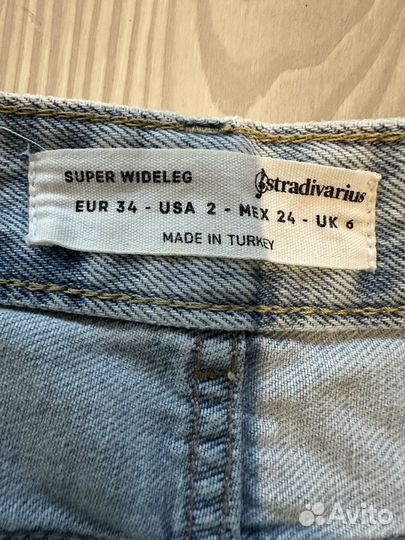 SUPER WIDELEG
stradivarius
EUR 34 - USA 2 - MEX 24 - UK 6
MADE IN TURKEY
Avito